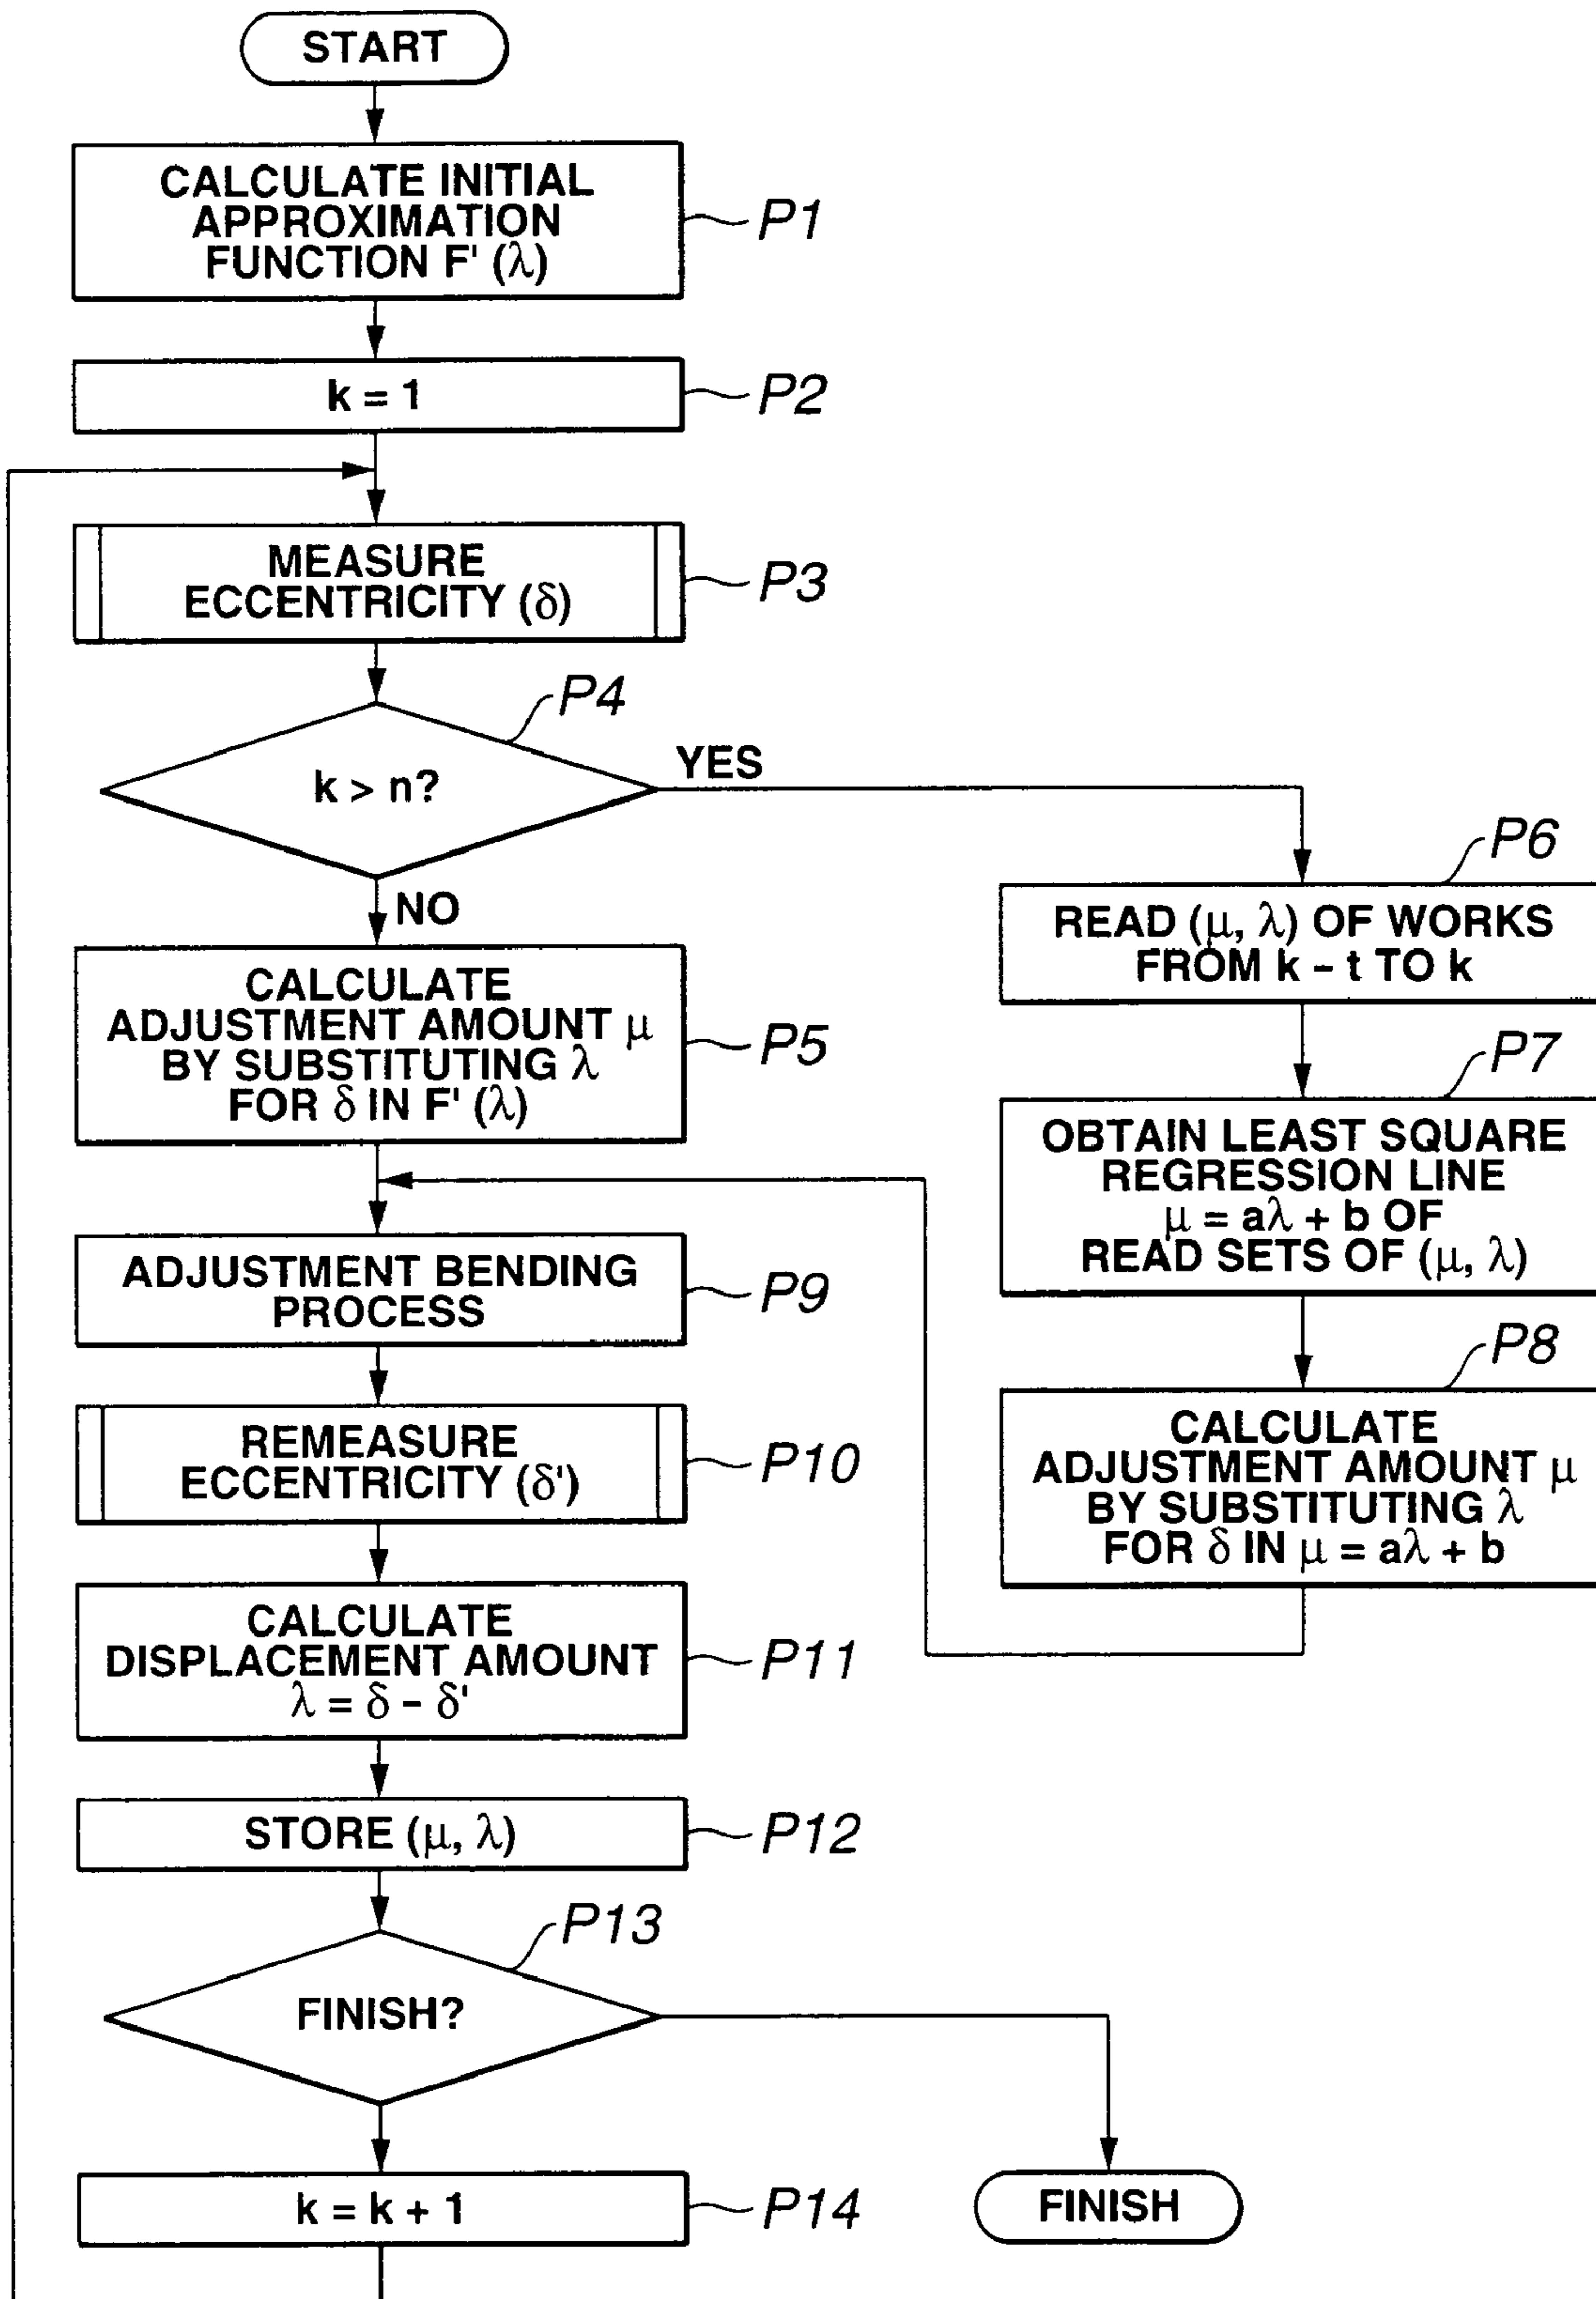 START
CALCULATE INITIAL
APPROXIMATION
FUNCTION F' (λ)
P1
k = 1
P2
MEASURE
ECCENTRICITY (δ)
P3
P4
k > n?
YES
NO
CALCULATE
ADJUSTMENT AMOUNT μ
BY SUBSTITUTING λ
FOR δ IN F' (λ)
P5
P6
READ (μ, λ) OF WORKS
FROM k – t TO k
P7
OBTAIN LEAST SQUARE
REGRESSION LINE
μ = aλ + b OF
READ SETS OF (μ, λ)
P8
CALCULATE
ADJUSTMENT AMOUNT μ
BY SUBSTITUTING λ
FOR δ IN μ = aλ + b
ADJUSTMENT BENDING
PROCESS
P9
REMEASURE
ECCENTRICITY (δ')
P10
CALCULATE
DISPLACEMENT AMOUNT
λ = δ – δ'
P11
STORE (μ, λ)
P12
P13
FINISH?
k = k + 1
P14
FINISH